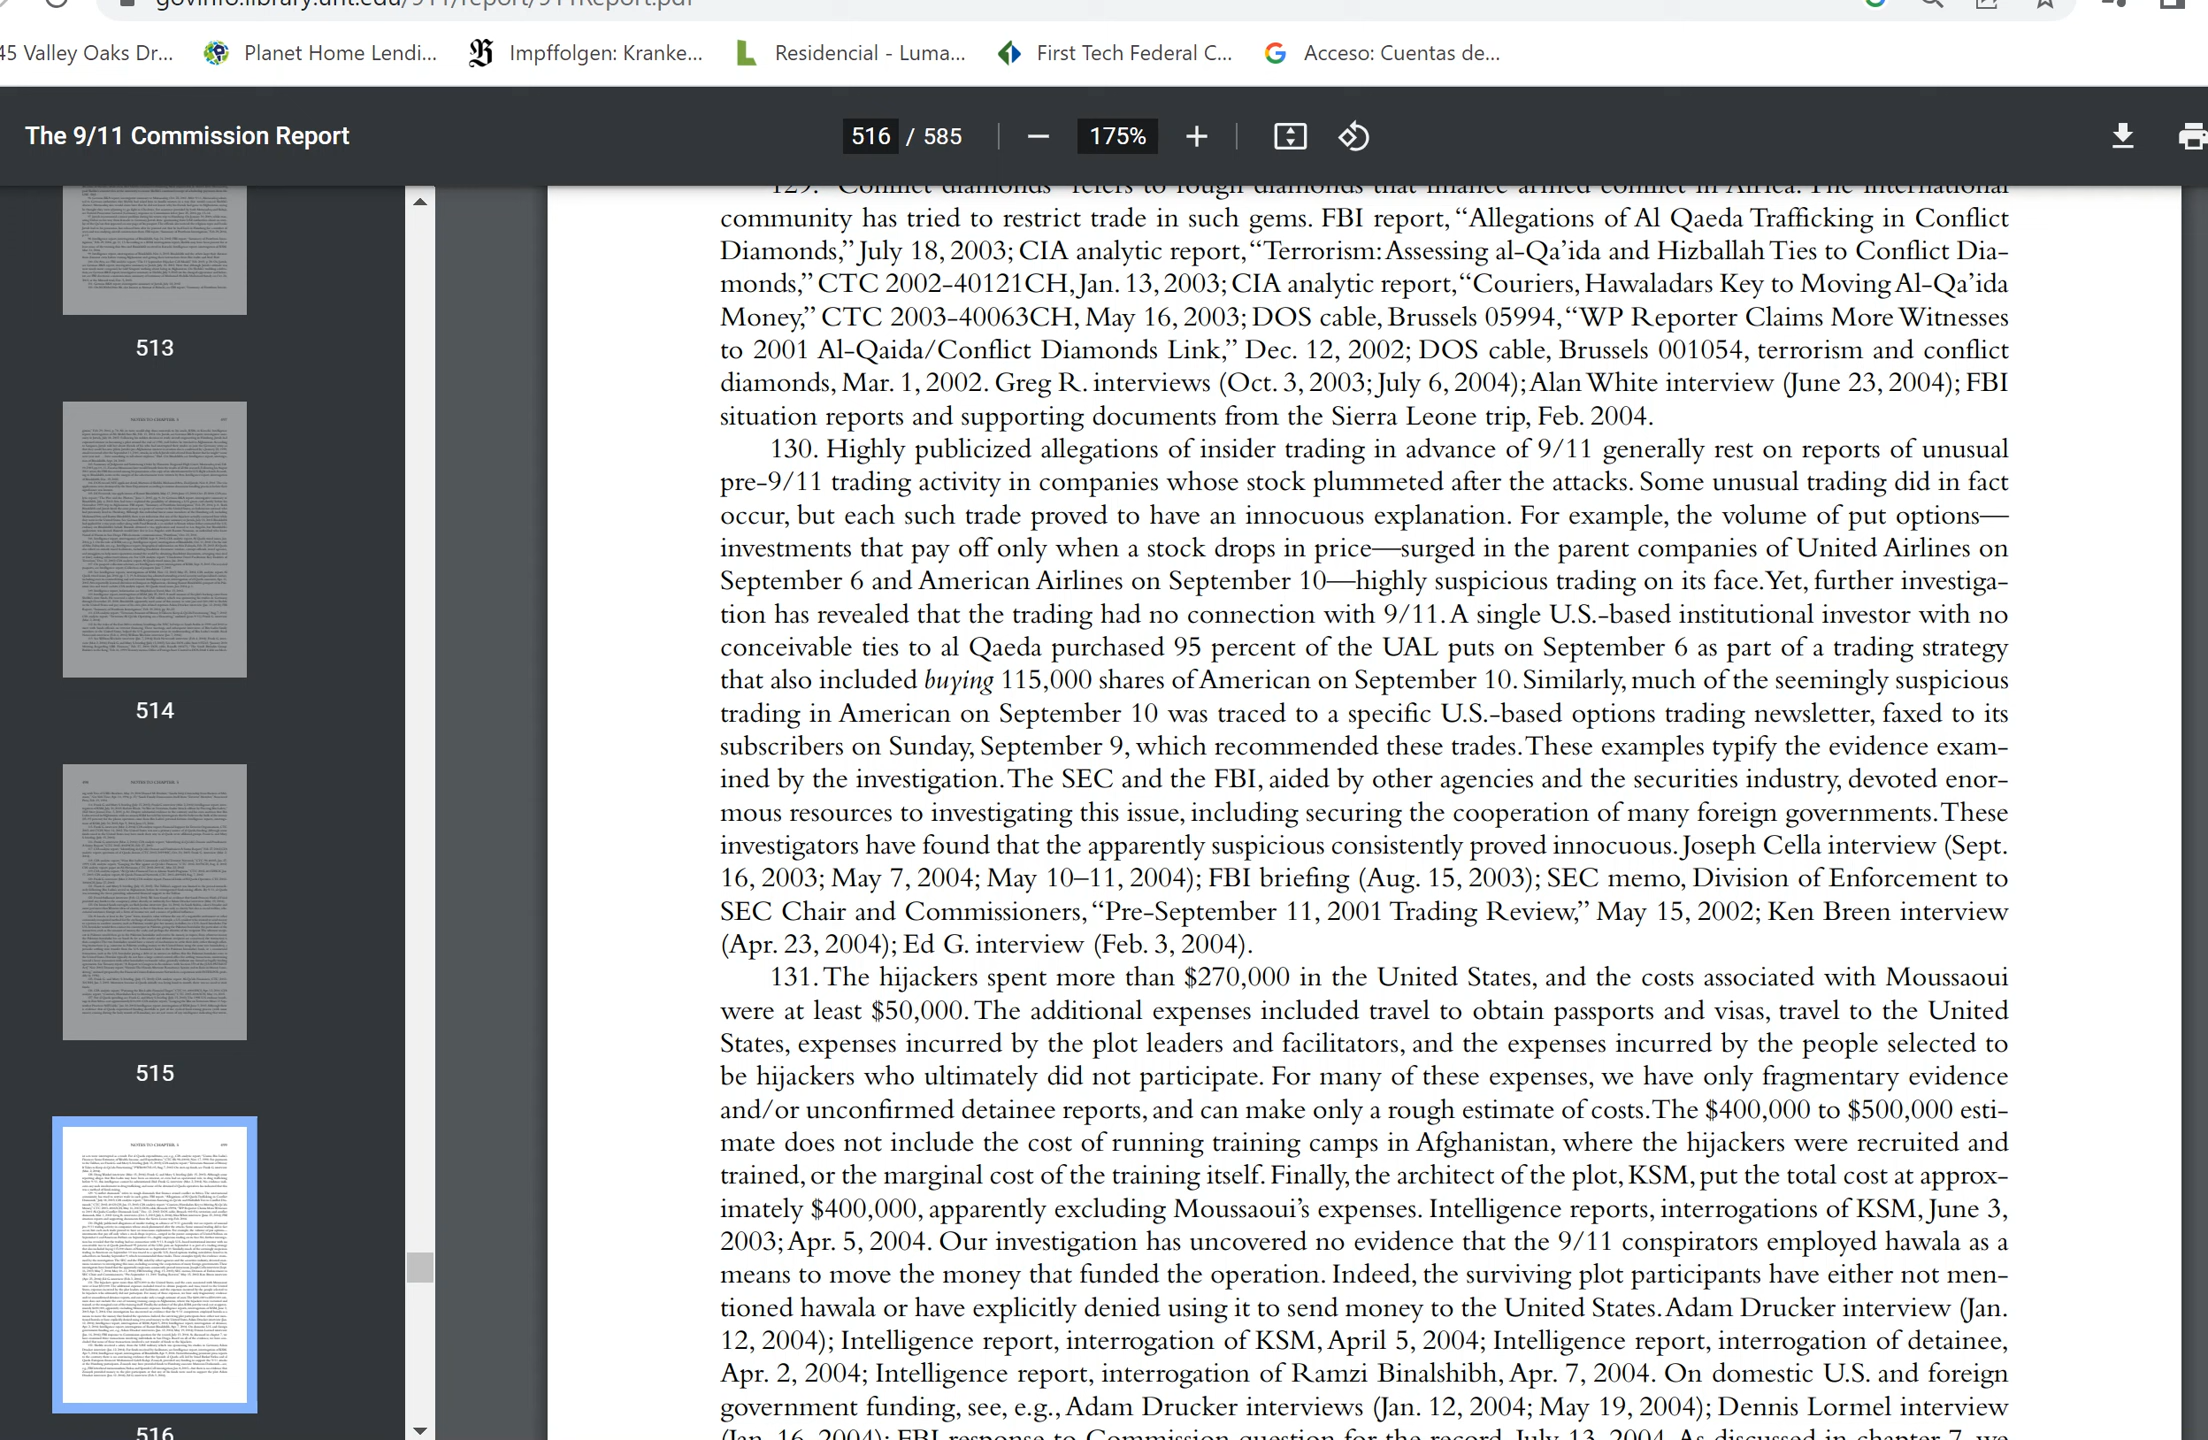 govinfo.library.unt.edu/911/report/911Report.pdf
45 Valley Oaks Dr...
Planet Home Lendi...
Impffolgen: Kranke...
Residencial - Luma...
First Tech Federal C...
Acceso: Cuentas de...
The 9/11 Commission Report
516 / 585
175%
513
514
515
516
129. “Conflict diamonds” refers to rough diamonds that finance armed conflict in Africa. The international
community has tried to restrict trade in such gems. FBI report, “Allegations of Al Qaeda Trafficking in Conflict
Diamonds,” July 18, 2003; CIA analytic report, “Terrorism: Assessing al-Qa’ida and Hizballah Ties to Conflict Dia-
monds,” CTC 2002-40121CH, Jan. 13, 2003; CIA analytic report, “Couriers, Hawaladars Key to Moving Al-Qa’ida
Money,” CTC 2003-40063CH, May 16, 2003; DOS cable, Brussels 05994, “WP Reporter Claims More Witnesses
to 2001 Al-Qaida/Conflict Diamonds Link,” Dec. 12, 2002; DOS cable, Brussels 001054, terrorism and conflict
diamonds, Mar. 1, 2002. Greg R. interviews (Oct. 3, 2003; July 6, 2004); Alan White interview (June 23, 2004); FBI
situation reports and supporting documents from the Sierra Leone trip, Feb. 2004.
130. Highly publicized allegations of insider trading in advance of 9/11 generally rest on reports of unusual
pre-9/11 trading activity in companies whose stock plummeted after the attacks. Some unusual trading did in fact
occur, but each such trade proved to have an innocuous explanation. For example, the volume of put options—
investments that pay off only when a stock drops in price—surged in the parent companies of United Airlines on
September 6 and American Airlines on September 10—highly suspicious trading on its face. Yet, further investiga-
tion has revealed that the trading had no connection with 9/11. A single U.S.-based institutional investor with no
conceivable ties to al Qaeda purchased 95 percent of the UAL puts on September 6 as part of a trading strategy
that also included buying 115,000 shares of American on September 10. Similarly, much of the seemingly suspicious
trading in American on September 10 was traced to a specific U.S.-based options trading newsletter, faxed to its
subscribers on Sunday, September 9, which recommended these trades. These examples typify the evidence exam-
ined by the investigation. The SEC and the FBI, aided by other agencies and the securities industry, devoted enor-
mous resources to investigating this issue, including securing the cooperation of many foreign governments. These
investigators have found that the apparently suspicious consistently proved innocuous. Joseph Cella interview (Sept.
16, 2003; May 7, 2004; May 10–11, 2004); FBI briefing (Aug. 15, 2003); SEC memo, Division of Enforcement to
SEC Chair and Commissioners, “Pre-September 11, 2001 Trading Review,” May 15, 2002; Ken Breen interview
(Apr. 23, 2004); Ed G. interview (Feb. 3, 2004).
131. The hijackers spent more than $270,000 in the United States, and the costs associated with Moussaoui
were at least $50,000. The additional expenses included travel to obtain passports and visas, travel to the United
States, expenses incurred by the plot leaders and facilitators, and the expenses incurred by the people selected to
be hijackers who ultimately did not participate. For many of these expenses, we have only fragmentary evidence
and/or unconfirmed detainee reports, and can make only a rough estimate of costs. The $400,000 to $500,000 esti-
mate does not include the cost of running training camps in Afghanistan, where the hijackers were recruited and
trained, or the marginal cost of the training itself. Finally, the architect of the plot, KSM, put the total cost at approx-
imately $400,000, apparently excluding Moussaoui’s expenses. Intelligence reports, interrogations of KSM, June 3,
2003; Apr. 5, 2004. Our investigation has uncovered no evidence that the 9/11 conspirators employed hawala as a
means to move the money that funded the operation. Indeed, the surviving plot participants have either not men-
tioned hawala or have explicitly denied using it to send money to the United States. Adam Drucker interview (Jan.
12, 2004); Intelligence report, interrogation of KSM, April 5, 2004; Intelligence report, interrogation of detainee,
Apr. 2, 2004; Intelligence report, interrogation of Ramzi Binalshibh, Apr. 7, 2004. On domestic U.S. and foreign
government funding, see, e.g., Adam Drucker interviews (Jan. 12, 2004; May 19, 2004); Dennis Lormel interview
(Jan. 16, 2004); FBI response to Commission question for the record, July 13, 2004. As discussed in chapter 7, we